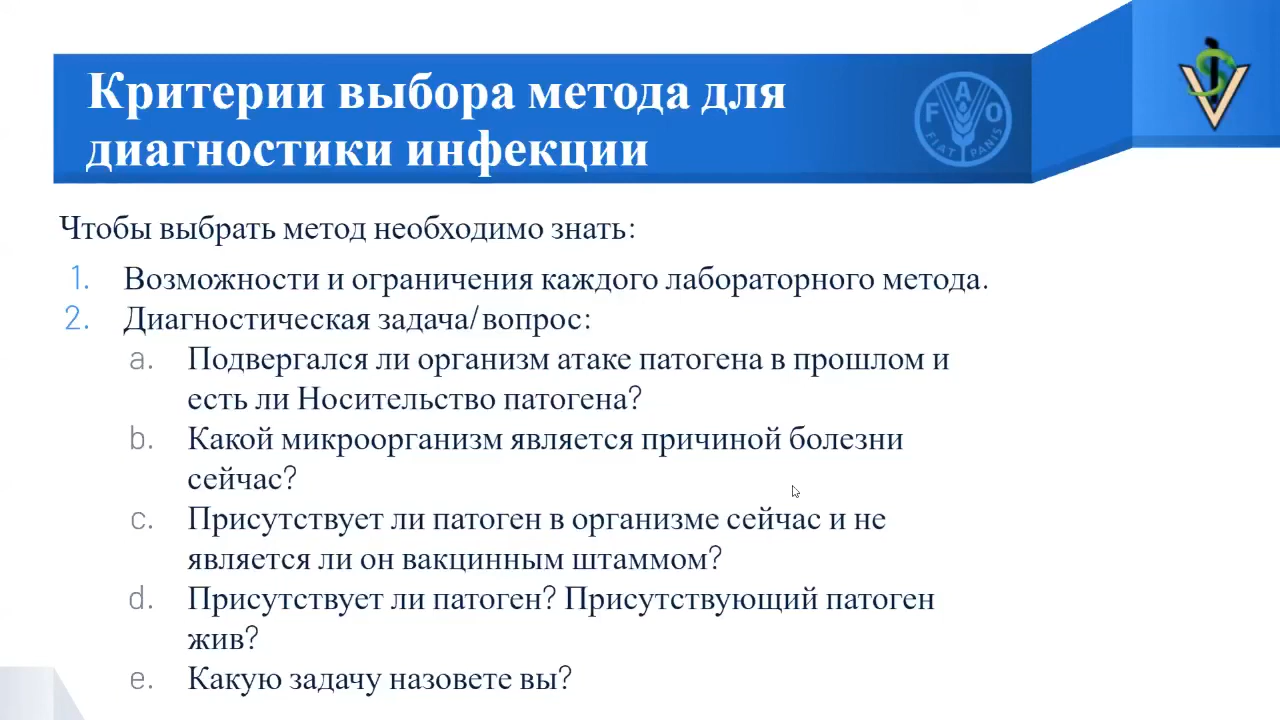 Критерии выбора метода для
диагностики инфекции
F A O
FIAT PANIS
Чтобы выбрать метод необходимо знать:
1. Возможности и ограничения каждого лабораторного метода.
2. Диагностическая задача/вопрос:
a. Подвергался ли организм атаке патогена в прошлом и
есть ли Носительство патогена?
b. Какой микроорганизм является причиной болезни
сейчас?
c. Присутствует ли патоген в организме сейчас и не
является ли он вакцинным штаммом?
d. Присутствует ли патоген? Присутствующий патоген
жив?
e. Какую задачу назовете вы?